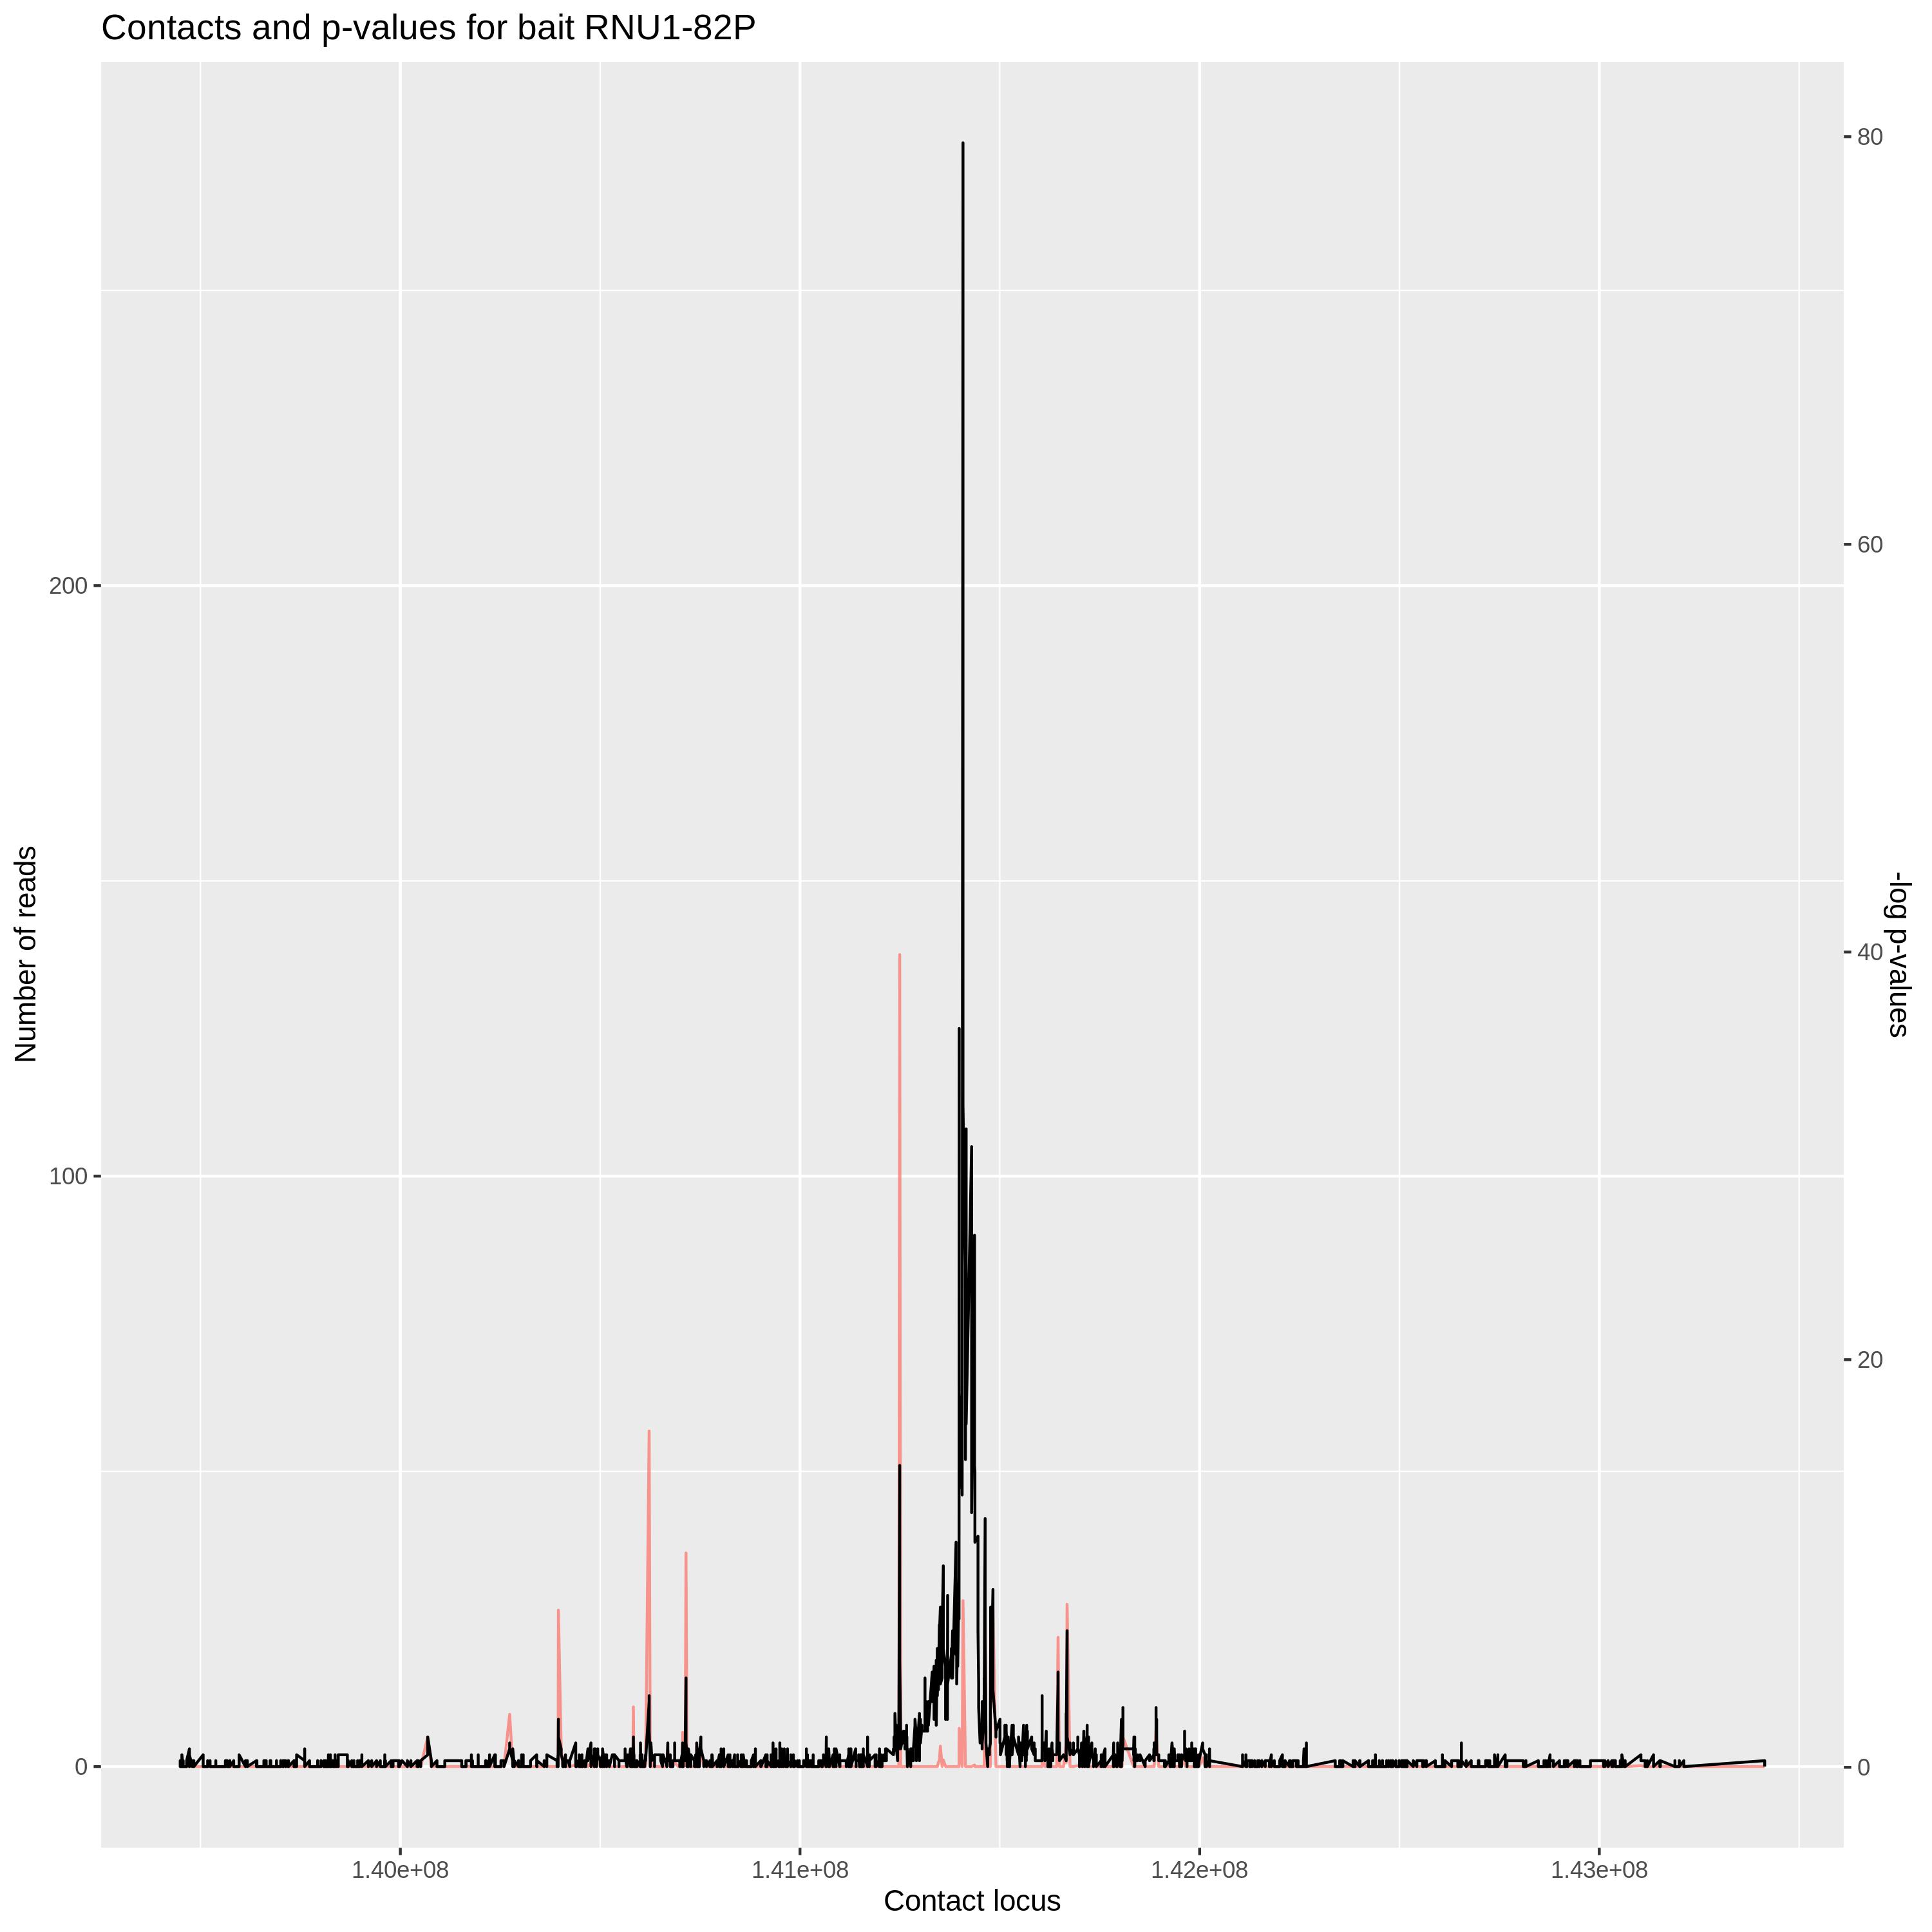 Contacts and p-values for bait RNU1-82P
Number of reads
200
100
0
80
60
40
20
0
-log p-values
1.40e+08
1.41e+08
1.42e+08
1.43e+08
Contact locus